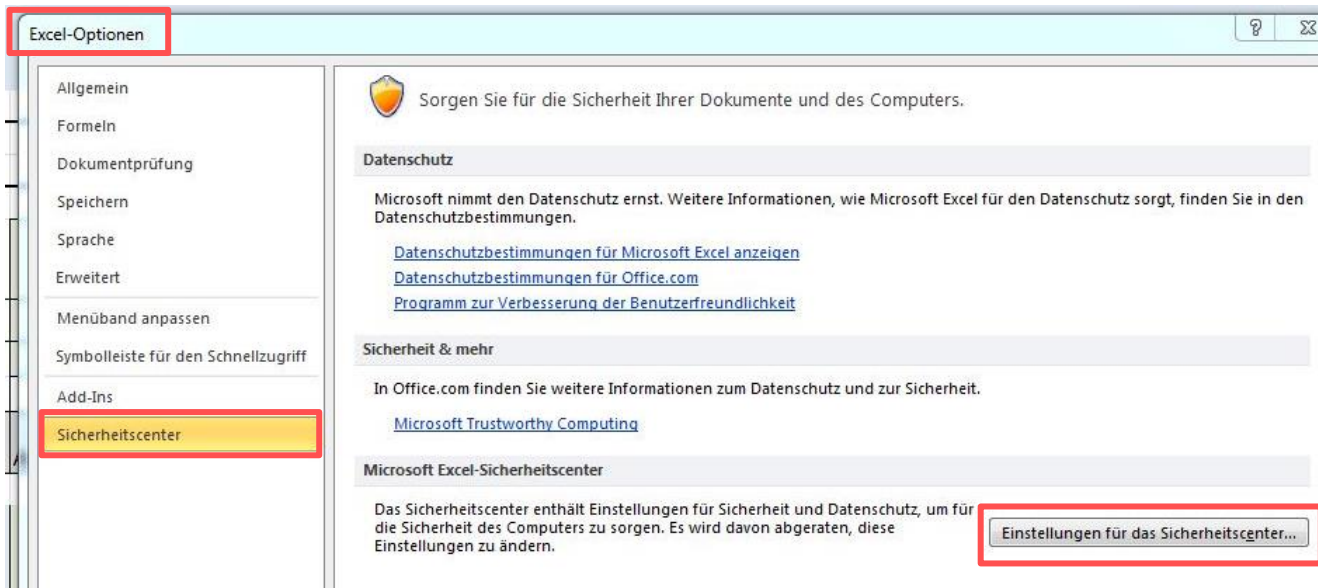 Excel-Optionen
Allgemein
Formeln
Dokumentprüfung
Speichern
Sprache
Erweitert
Menüband anpassen
Symbolleiste für den Schnellzugriff
Add-Ins
Sicherheitscenter
Sorgen Sie für die Sicherheit Ihrer Dokumente und des Computers.
Datenschutz
Microsoft nimmt den Datenschutz ernst. Weitere Informationen, wie Microsoft Excel für den Datenschutz sorgt, finden Sie in den
Datenschutzbestimmungen.
Datenschutzbestimmungen für Microsoft Excel anzeigen
Datenschutzbestimmungen für Office.com
Programm zur Verbesserung der Benutzerfreundlichkeit
Sicherheit & mehr
In Office.com finden Sie weitere Informationen zum Datenschutz und zur Sicherheit.
Microsoft Trustworthy Computing
Microsoft Excel-Sicherheitscenter
Das Sicherheitscenter enthält Einstellungen für Sicherheit und Datenschutz, um für
die Sicherheit des Computers zu sorgen. Es wird davon abgeraten, diese
Einstellungen zu ändern.
Einstellungen für das Sicherheitscenter...